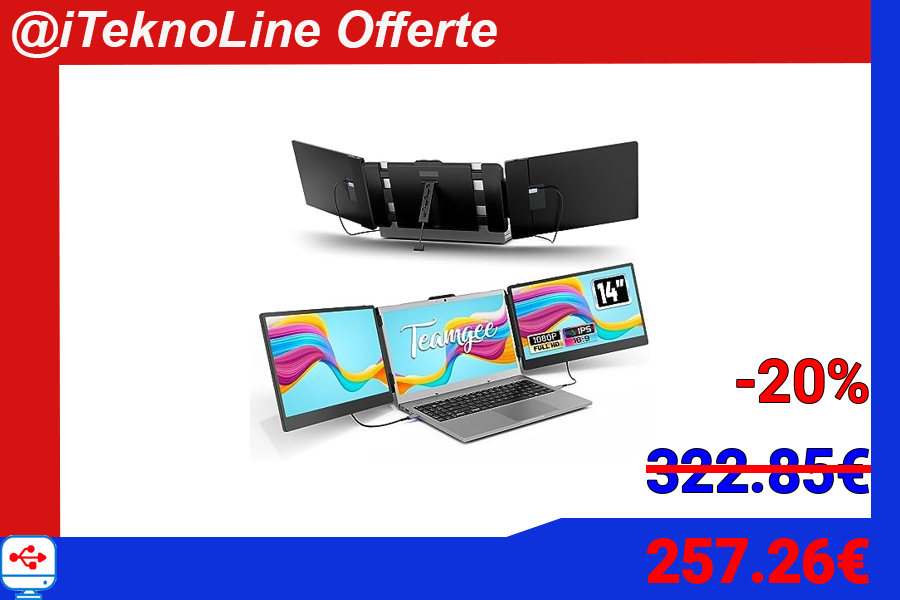 @iTeknoLine Offerte
14"
Teamgee
1080P
FULL HD
IPS
16:9
-20%
322.85€
257.26€